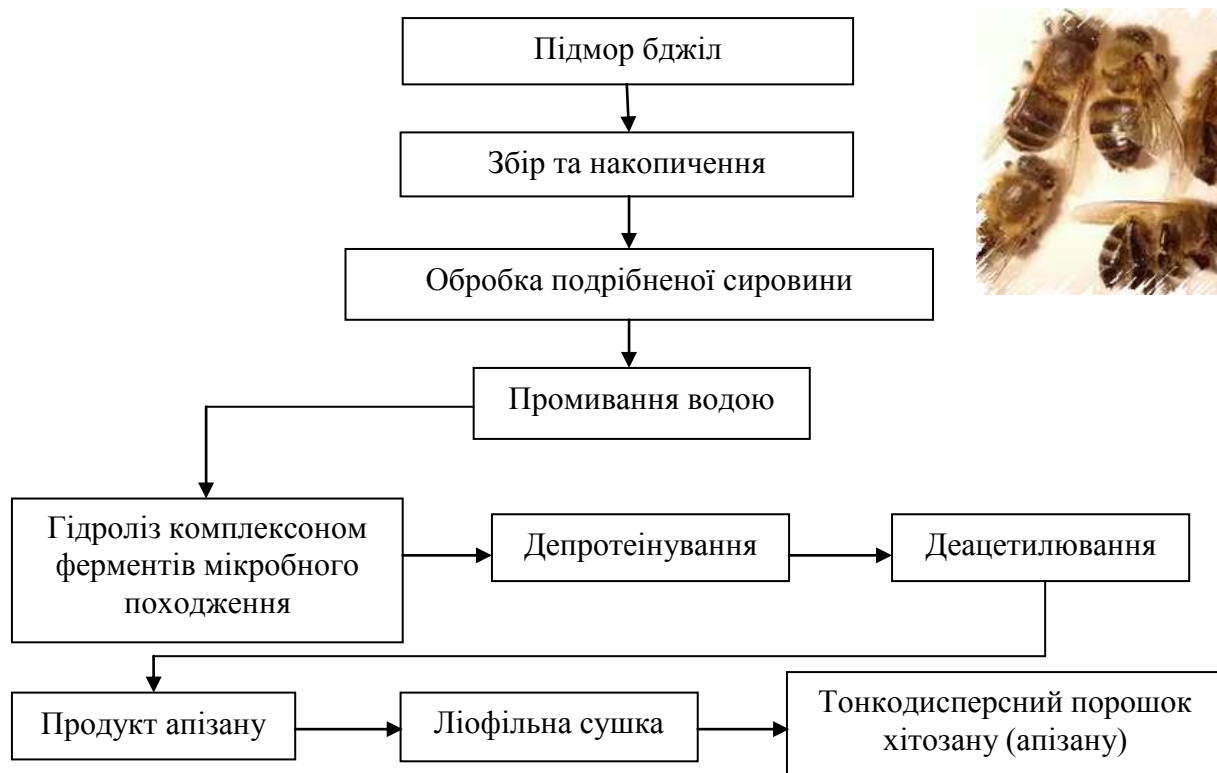 Підмор бджіл
Збір та накопичення
Обробка подрібненої сировини
Промивання водою
Гідроліз комплексоном
ферментів мікробного
походження
Депротеінування
Деацетилювання
Продукт апізану
Ліофільна сушка
Тонкодисперсний порошок
хітозану (апізану)